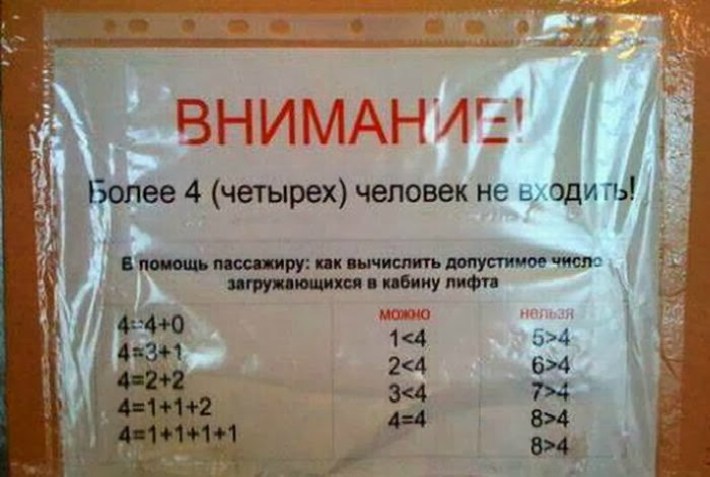 ВНИМАНИЕ!
Более 4 (четырех) человек не входить!
В помощь пассажиру: как вычислить допустимое число
загружающихся в кабину лифта
4=4+0
4=3+1
4=2+2
4=1+1+2
4=1+1+1+1
можно
1<4
2<4
3<4
4=4
нельзя
5>4
6>4
7>4
8>4
8>4